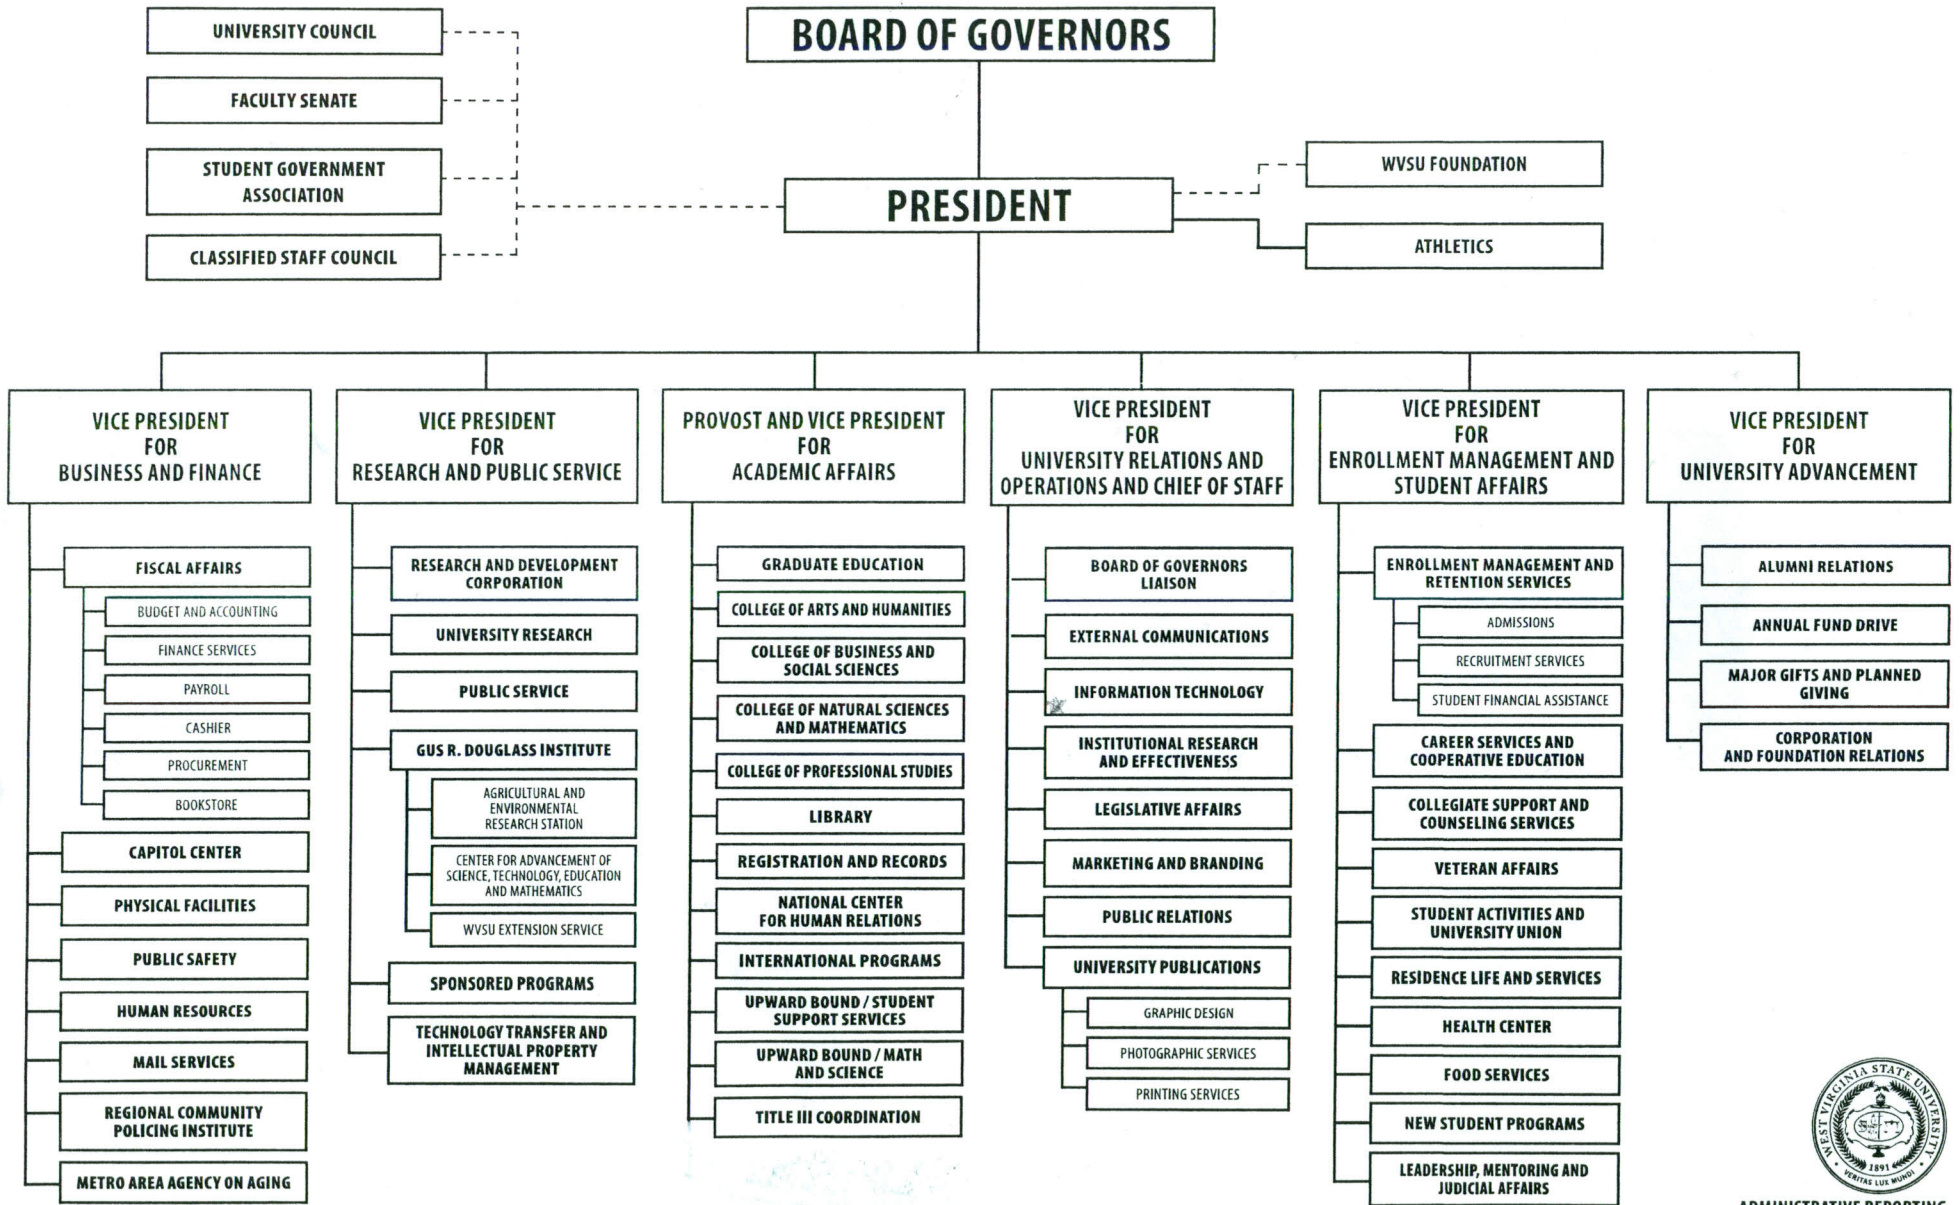 BOARD OF GOVERNORS
UNIVERSITY COUNCIL
FACULTY SENATE
STUDENT GOVERNMENT
ASSOCIATION
CLASSIFIED STAFF COUNCIL
PRESIDENT
WVSU FOUNDATION
ATHLETICS
VICE PRESIDENT
FOR
BUSINESS AND FINANCE
FISCAL AFFAIRS
BUDGET AND ACCOUNTING
FINANCE SERVICES
PAYROLL
CASHIER
PROCUREMENT
BOOKSTORE
CAPITOL CENTER
PHYSICAL FACILITIES
PUBLIC SAFETY
HUMAN RESOURCES
MAIL SERVICES
REGIONAL COMMUNITY
POLICING INSTITUTE
METRO AREA AGENCY ON AGING
VICE PRESIDENT
FOR
RESEARCH AND PUBLIC SERVICE
RESEARCH AND DEVELOPMENT
CORPORATION
UNIVERSITY RESEARCH
PUBLIC SERVICE
GUS R. DOUGLASS INSTITUTE
AGRICULTURAL AND
ENVIRONMENTAL
RESEARCH STATION
CENTER FOR ADVANCEMENT OF
SCIENCE, TECHNOLOGY, EDUCATION
AND MATHEMATICS
WVSU EXTENSION SERVICE
SPONSORED PROGRAMS
TECHNOLOGY TRANSFER AND
INTELLECTUAL PROPERTY
MANAGEMENT
PROVOST AND VICE PRESIDENT
FOR
ACADEMIC AFFAIRS
GRADUATE EDUCATION
COLLEGE OF ARTS AND HUMANITIES
COLLEGE OF BUSINESS AND
SOCIAL SCIENCES
COLLEGE OF NATURAL SCIENCES
AND MATHEMATICS
COLLEGE OF PROFESSIONAL STUDIES
LIBRARY
REGISTRATION AND RECORDS
NATIONAL CENTER
FOR HUMAN RELATIONS
INTERNATIONAL PROGRAMS
UPWARD BOUND / STUDENT
SUPPORT SERVICES
UPWARD BOUND / MATH
AND SCIENCE
TITLE III COORDINATION
VICE PRESIDENT
FOR
UNIVERSITY RELATIONS AND
OPERATIONS AND CHIEF OF STAFF
BOARD OF GOVERNORS
LIAISON
EXTERNAL COMMUNICATIONS
INFORMATION TECHNOLOGY
INSTITUTIONAL RESEARCH
AND EFFECTIVENESS
LEGISLATIVE AFFAIRS
MARKETING AND BRANDING
PUBLIC RELATIONS
UNIVERSITY PUBLICATIONS
GRAPHIC DESIGN
PHOTOGRAPHIC SERVICES
PRINTING SERVICES
VICE PRESIDENT
FOR
ENROLLMENT MANAGEMENT AND
STUDENT AFFAIRS
ENROLLMENT MANAGEMENT AND
RETENTION SERVICES
ADMISSIONS
RECRUITMENT SERVICES
STUDENT FINANCIAL ASSISTANCE
CAREER SERVICES AND
COOPERATIVE EDUCATION
COLLEGIATE SUPPORT AND
COUNSELING SERVICES
VETERAN AFFAIRS
STUDENT ACTIVITIES AND
UNIVERSITY UNION
RESIDENCE LIFE AND SERVICES
HEALTH CENTER
FOOD SERVICES
NEW STUDENT PROGRAMS
LEADERSHIP, MENTORING AND
JUDICIAL AFFAIRS
VICE PRESIDENT
FOR
UNIVERSITY ADVANCEMENT
ALUMNI RELATIONS
ANNUAL FUND DRIVE
MAJOR GIFTS AND PLANNED
GIVING
CORPORATION
AND FOUNDATION RELATIONS
WEST VIRGINIA STATE UNIVERSITY
1891
VERITAS LUX MUNDI
ADMINISTRATIVE REPORTING